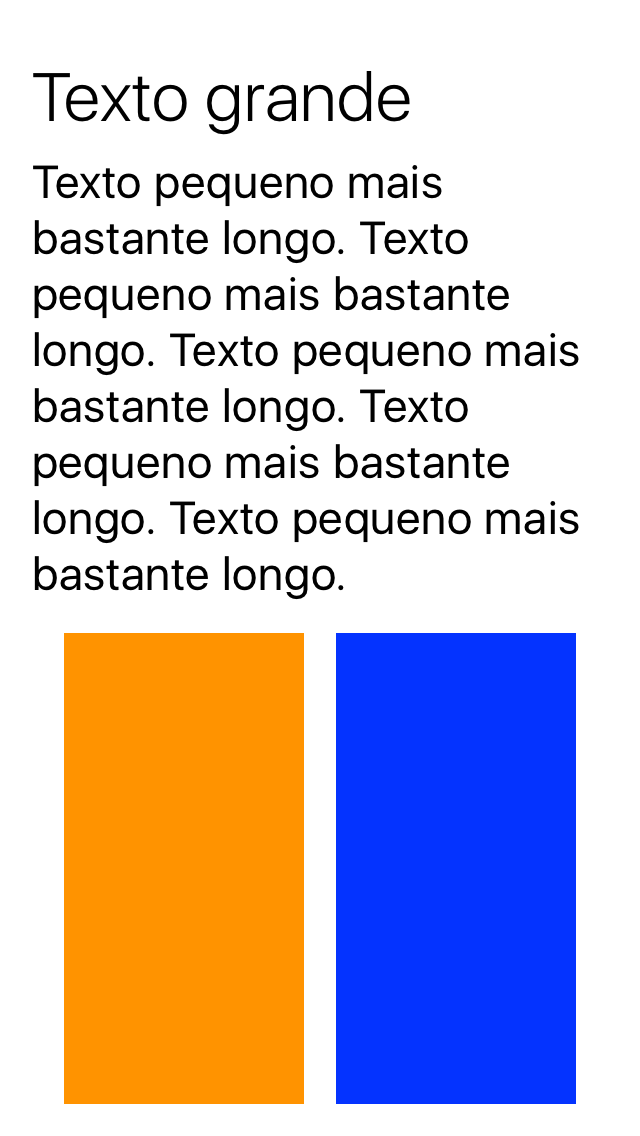 Texto grande
Texto pequeno mais
bastante longo. Texto
pequeno mais bastante
longo. Texto pequeno mais
bastante longo. Texto
pequeno mais bastante
longo. Texto pequeno mais
bastante longo.